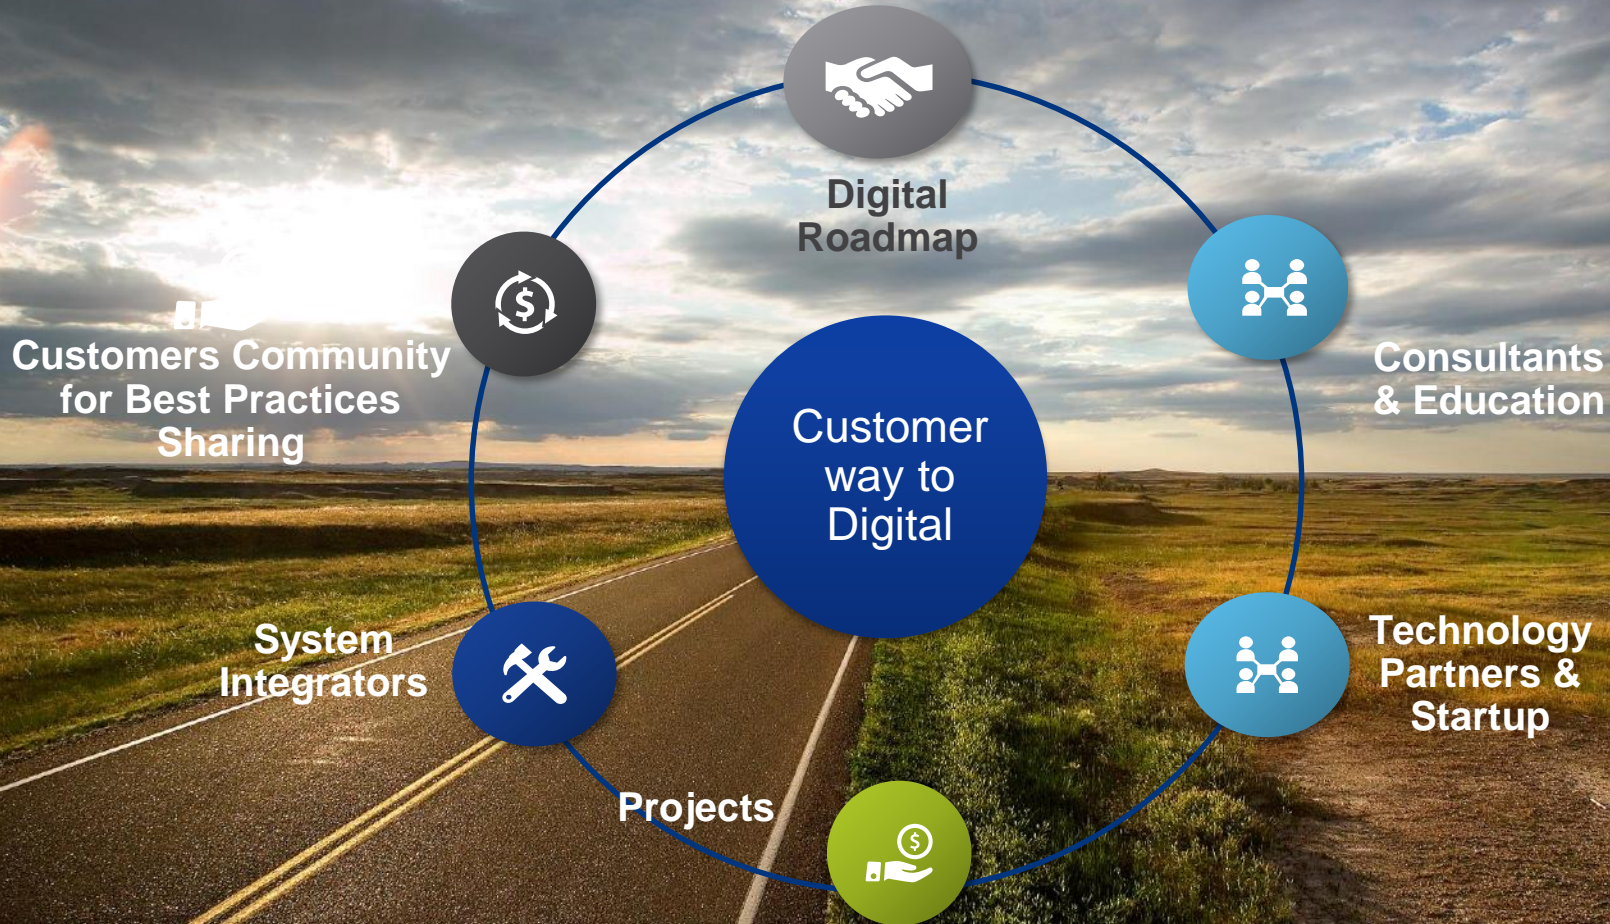 Digital
Roadmap
Consultants
& Education
Customers Community
for Best Practices
Sharing
Customer
way to
Digital
System
Integrators
Technology
Partners &
Startup
Projects
$
$